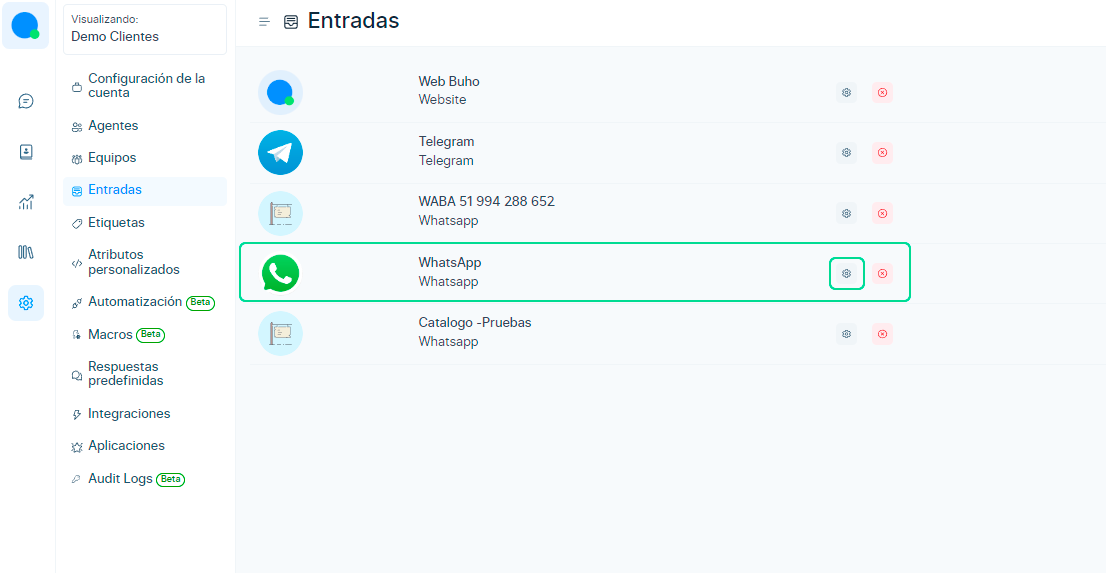 Visualizando:
Demo Clientes
Configuración de la
cuenta
Agentes
Equipos
Entradas
Etiquetas
Atributos
personalizados
Automatización Beta
Macros Beta
Respuestas
predefinidas
Integraciones
Aplicaciones
Audit Logs Beta
Entradas
Web Buho
Website
Telegram
Telegram
WABA 51 994 288 652
Whatsapp
WhatsApp
Whatsapp
Catalogo -Pruebas
Whatsapp